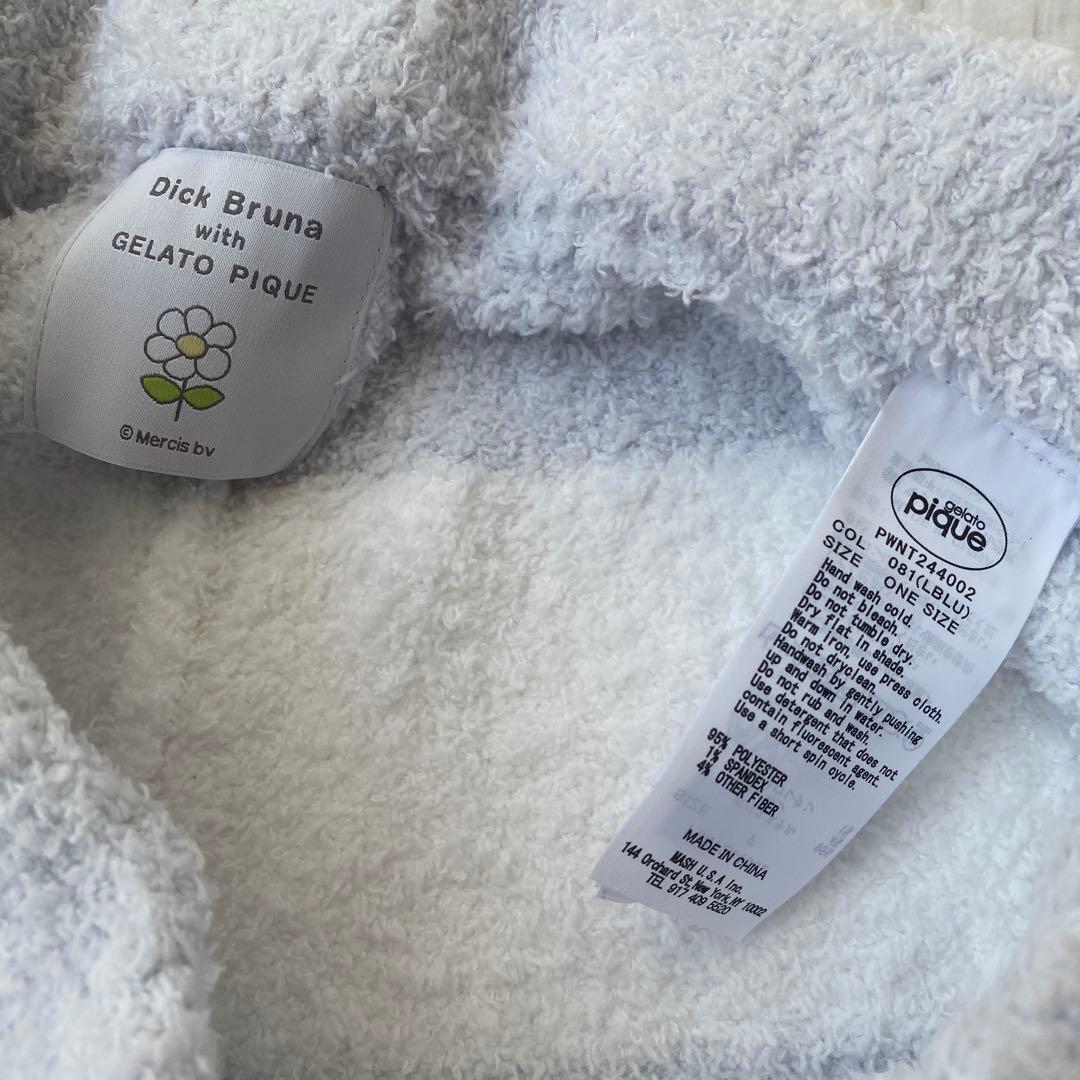 Dick Bruna
with
GELATO PIQUE
© Mercis bv
gelato
pique
PWNT244002
COL 081(LBLU)
SIZE ONE SIZE
Hand wash cold.
Do not bleach.
Do not tumble dry.
Dry flat in shade.
Warm iron, use press cloth.
Do not dryclean.
Handwash by gently pushing
up and down in water.
Do not rub and wash.
Use detergent that does not
contain fluorescent agent.
Use a short spin cycle.
95% POLYESTER
1% SPANDEX
4% OTHER FIBER
MADE IN CHINA
MASH U.S.A Inc.
144 Orchard St, New York, NY 10002
TEL 917 409 5520